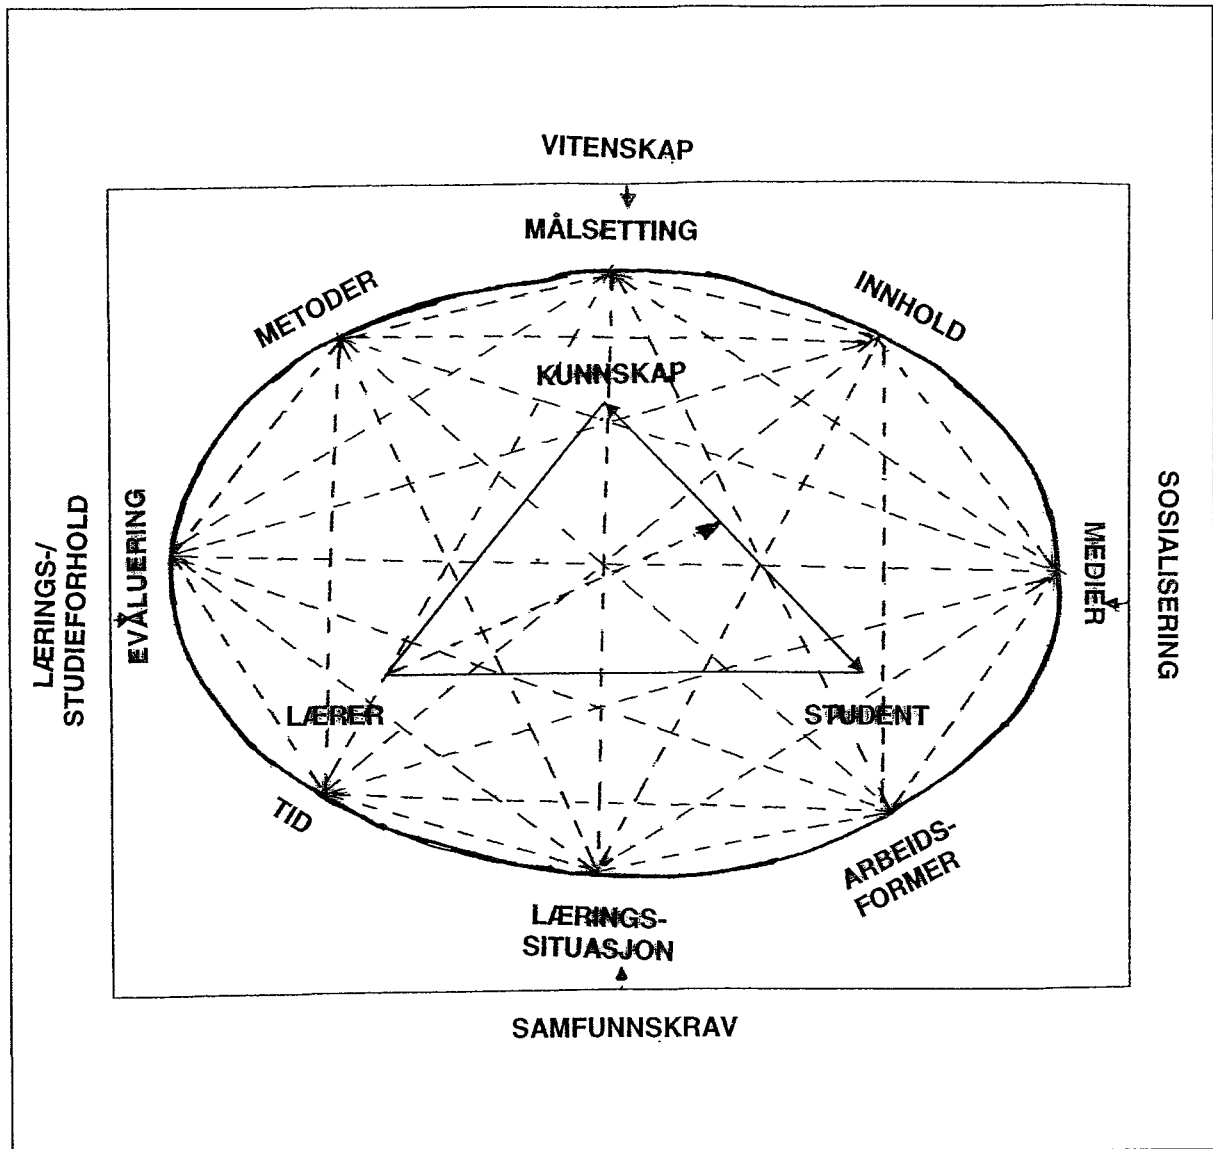 VITENSKAP
MÅLSETTING
METODER
INNHOLD
KUNNSKAP
LÆRINGS-/
STUDIEFORHOLD
EVALUERING
MEDIER
SOSIALISERING
LÆRER
STUDENT
TID
ARBEIDS-
FORMER
LÆRINGS-
SITUASJON
SAMFUNNSKRAV